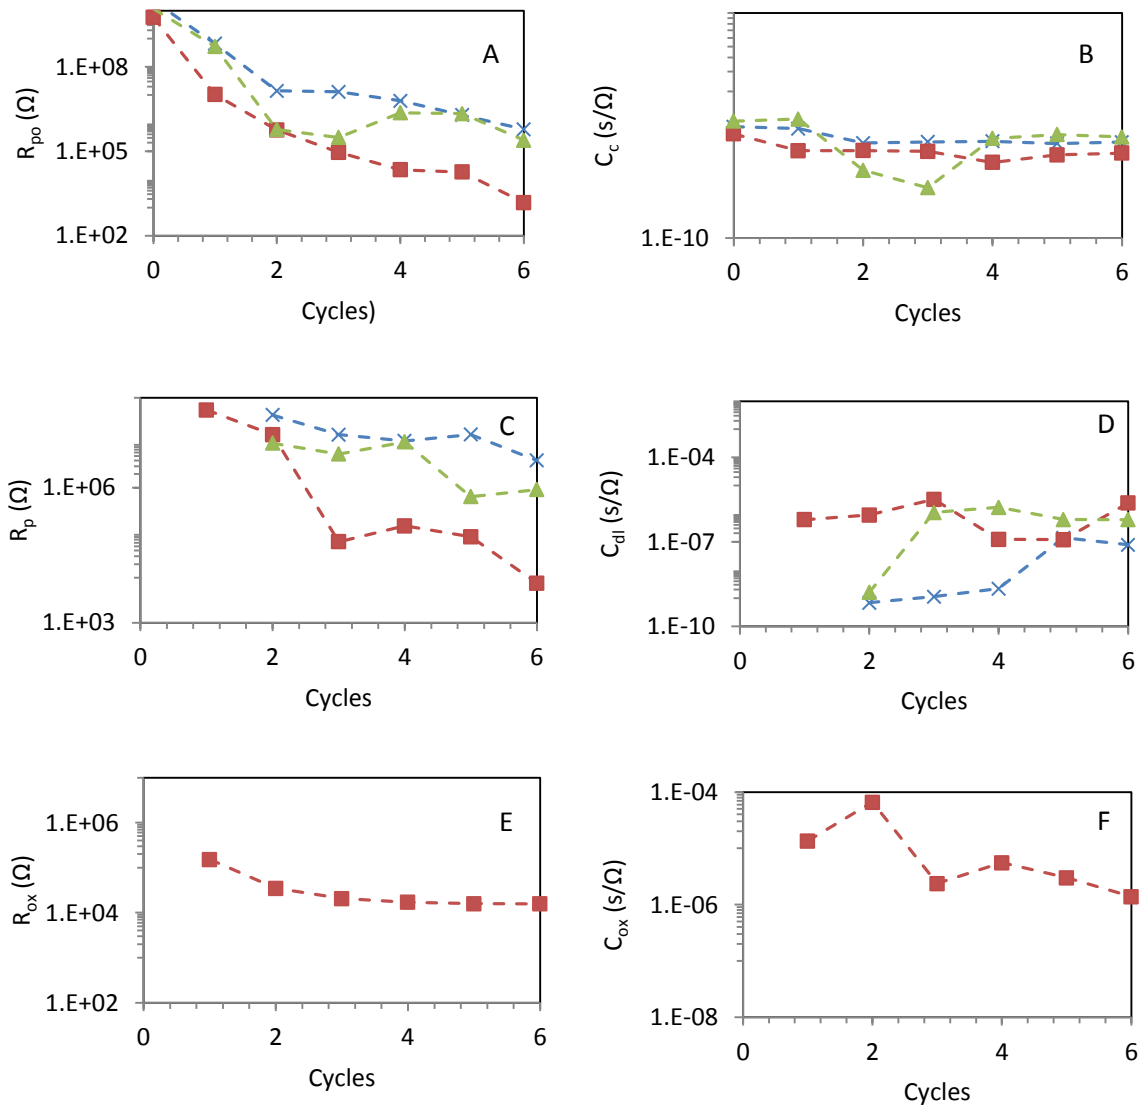 A
R_po (Ω)
1.E+08
1.E+05
1.E+02
0 2 4 6
Cycles)
B
C_c (s/Ω)
1.E-10
0 2 4 6
Cycles
C
R_p (Ω)
1.E+06
1.E+03
0 2 4 6
Cycles
D
C_dl (s/Ω)
1.E-04
1.E-07
1.E-10
0 2 4 6
Cycles
E
R_ox (Ω)
1.E+06
1.E+04
1.E+02
0 2 4 6
Cycles
F
C_ox (s/Ω)
1.E-04
1.E-06
1.E-08
0 2 4 6
Cycles